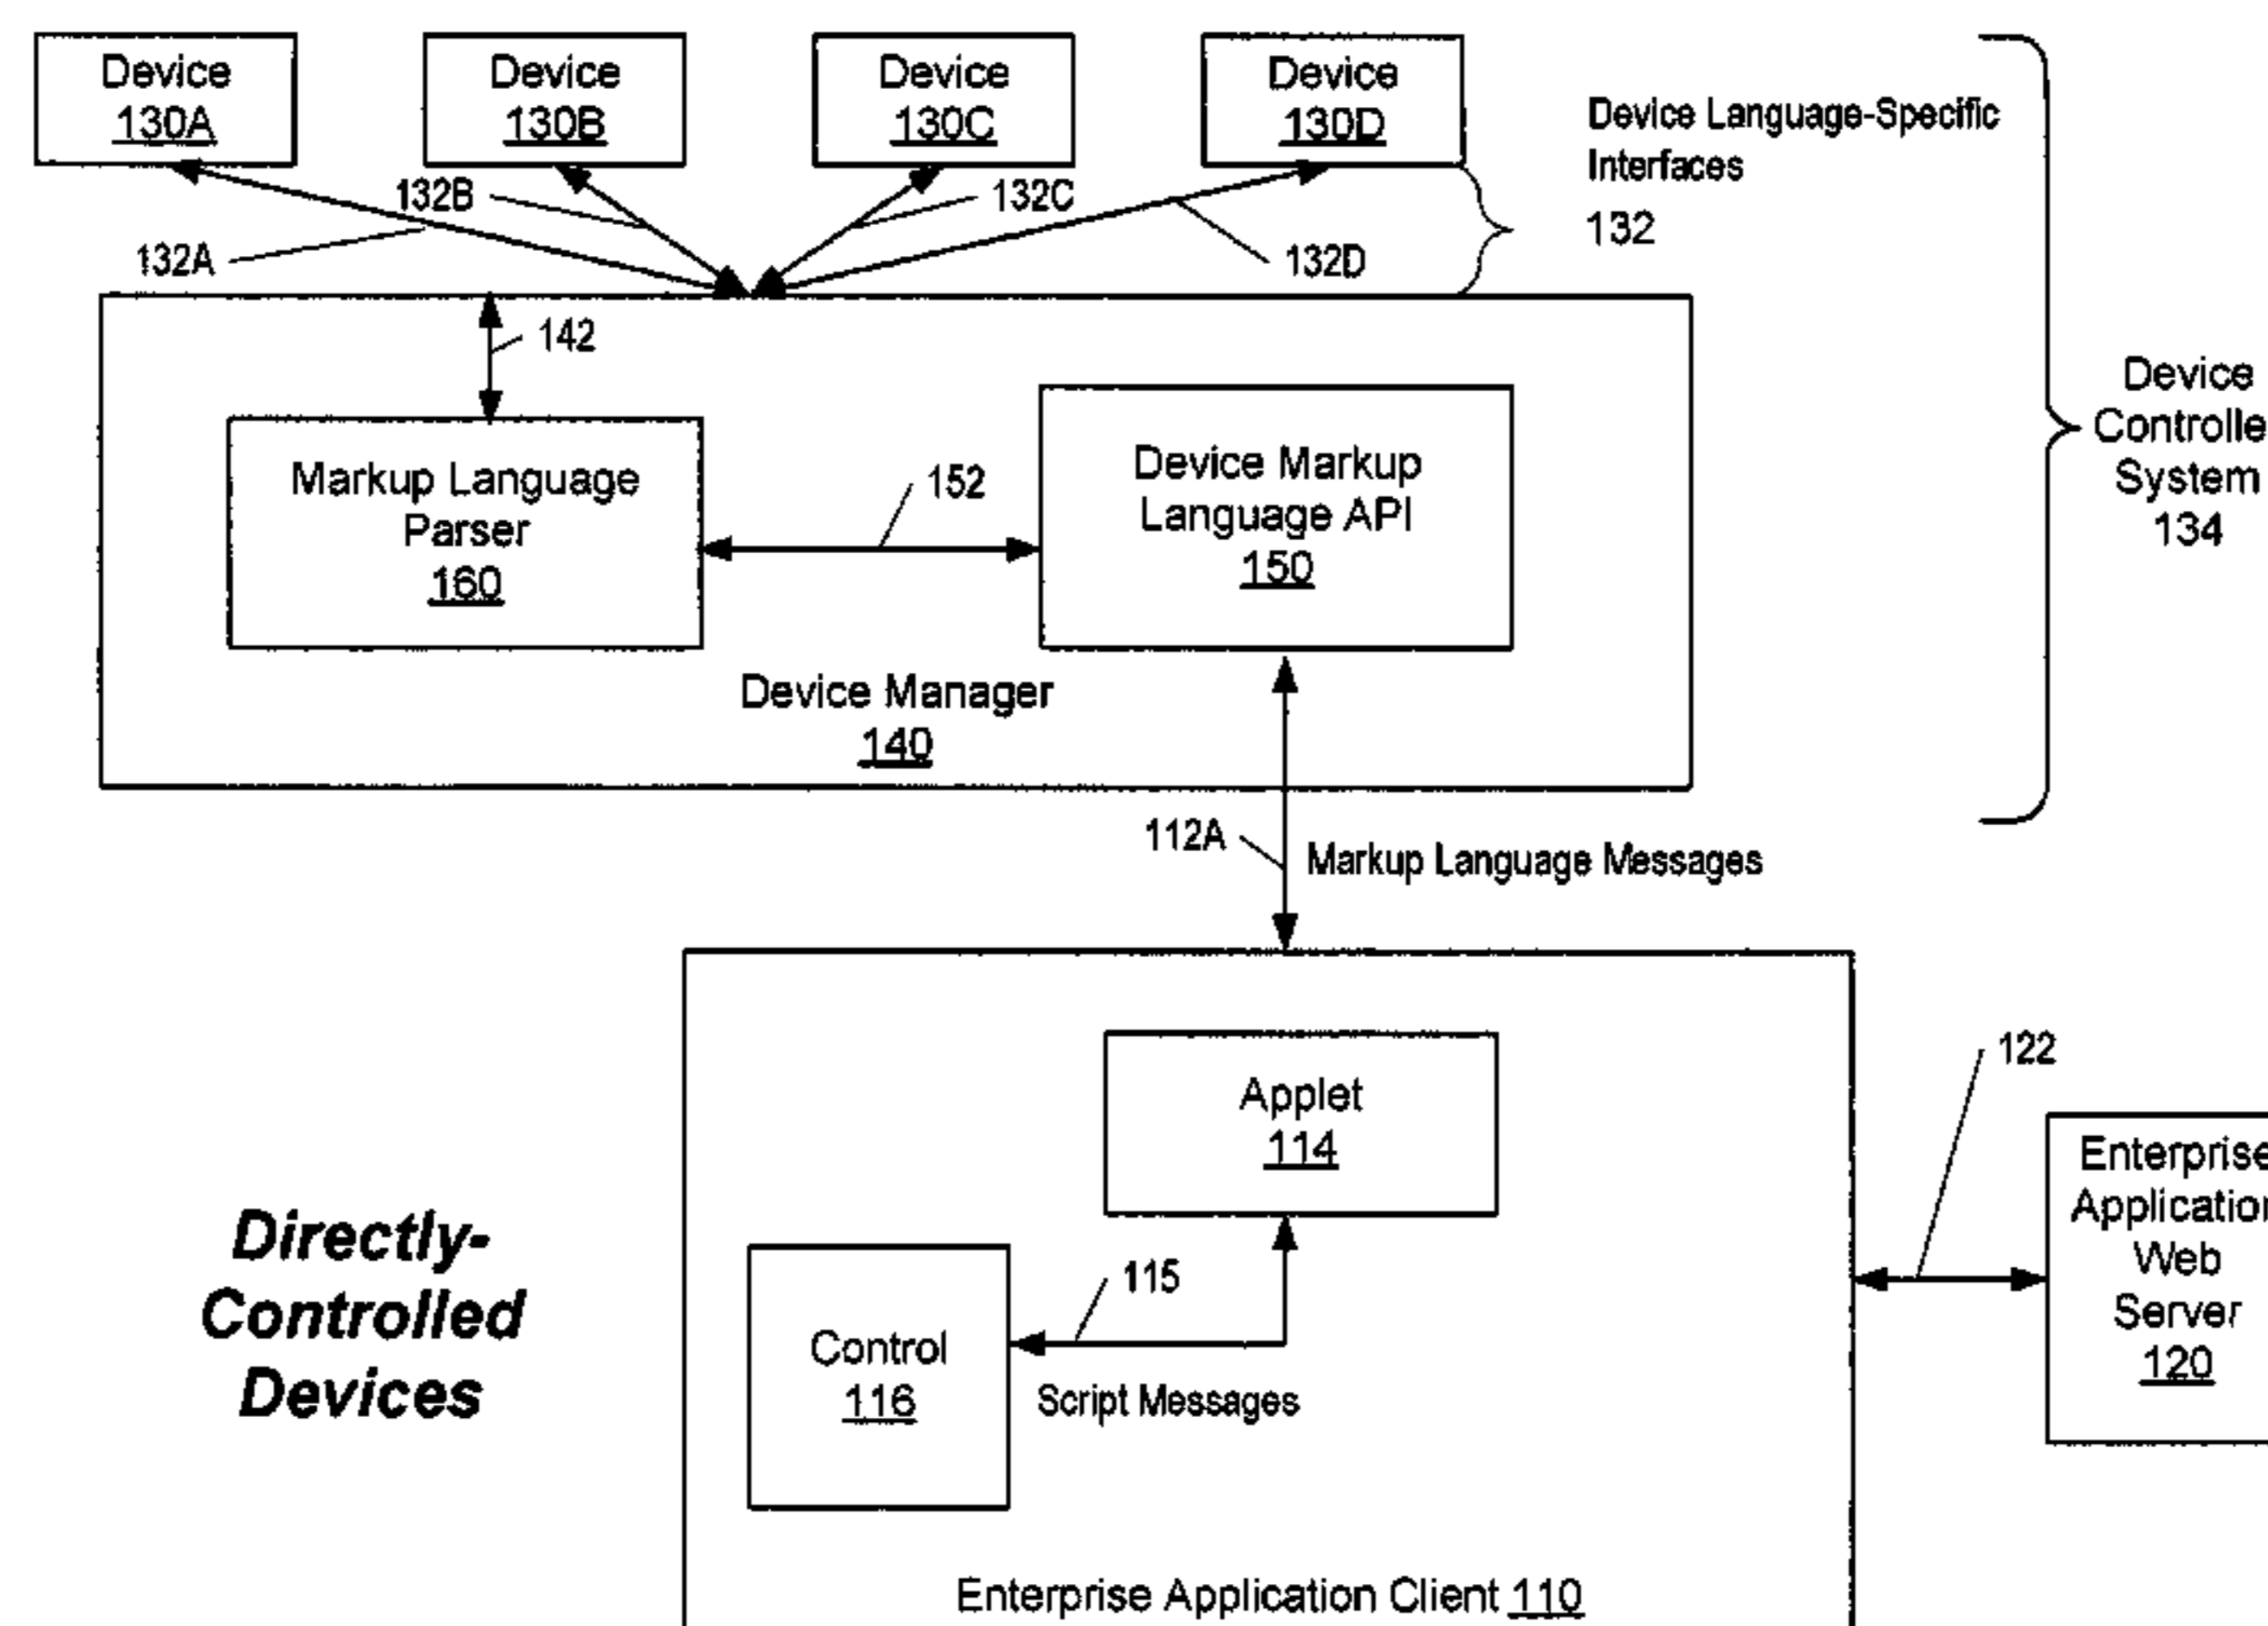 Device
130A
Device
130B
Device
130C
Device
130D
Device Language-Specific
Interfaces
132
132A
132B
132C
132D
142
Markup Language
Parser
160
152
Device Markup
Language API
150
Device Manager
140
Device
Controlle
System
134
112A
Markup Language Messages
Applet
114
122
Enterprise
Application
Web
Server
120
Directly-
Controlled
Devices
Control
116
115
Script Messages
Enterprise Application Client 110